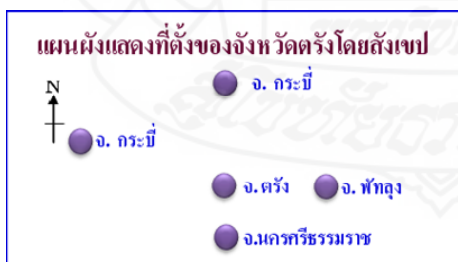 แผนผังแสดงที่ตั้งของจังหวัดตรังโดยสังเขป
จ. กระบี่
N
จ. กระบี่
จ.ตรัง
จ. พัทลุง
จ.นครศรีธรรมราช